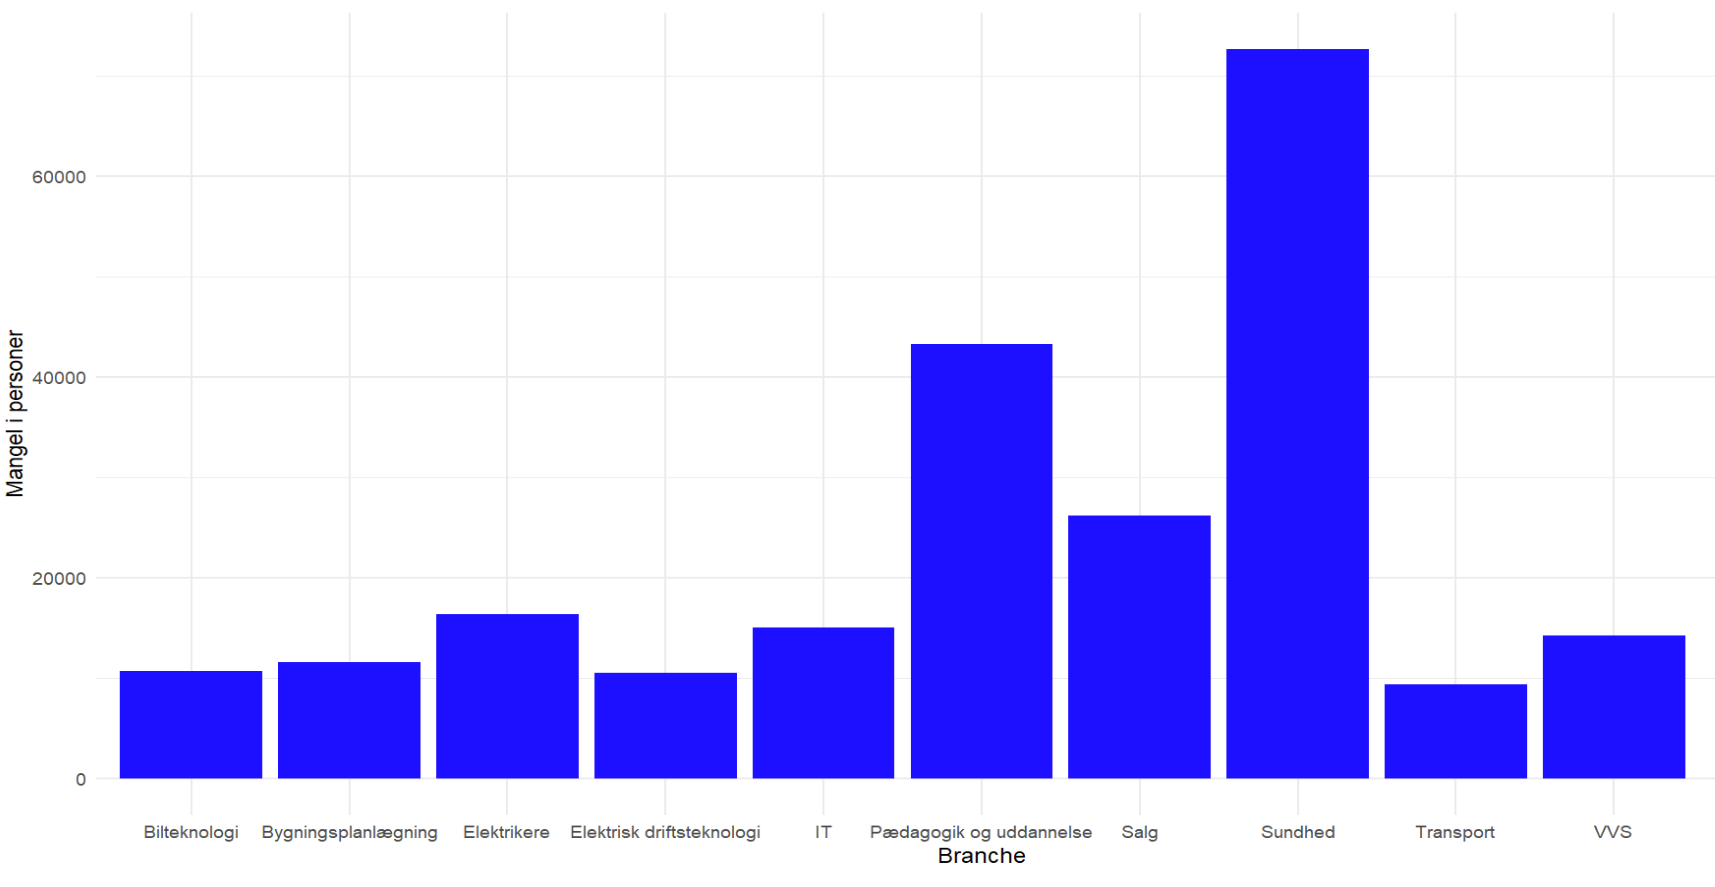 Mangel i personer
60000
40000
20000
0
Bilteknologi Bygningsplanlægning Elektrikere Elektrisk driftsteknologi IT Pædagogik og uddannelse Salg Sundhed Transport VVS
Branche